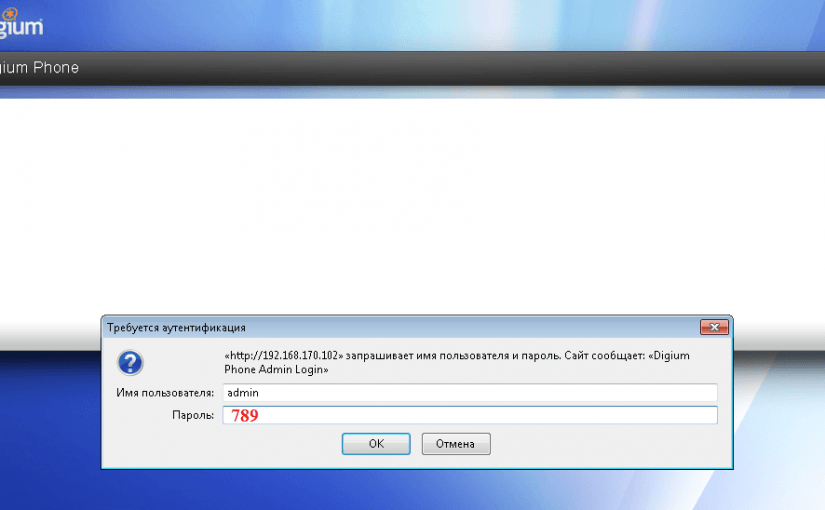 gium
ium Phone
Требуется аутентификация
«http://192.168.170.102» запрашивает имя пользователя и пароль. Сайт сообщает: «Digium
Phone Admin Login»
Имя пользователя: admin
Пароль: 789
OK Отмена